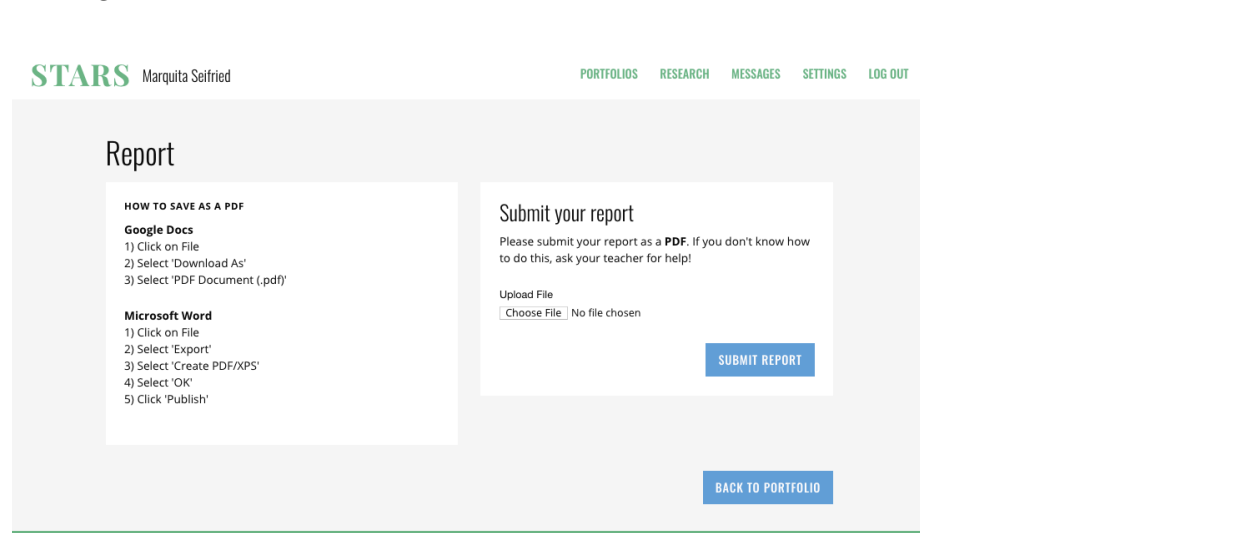 STARS Marquita Seifried
PORTFOLIOS RESEARCH MESSAGES SETTINGS LOG OUT
Report
HOW TO SAVE AS A PDF
Google Docs
1) Click on File
2) Select 'Download As'
3) Select 'PDF Document (.pdf)'
Microsoft Word
1) Click on File
2) Select 'Export'
3) Select 'Create PDF/XPS'
4) Select 'OK'
5) Click 'Publish'
Submit your report
Please submit your report as a PDF. If you don't know how
to do this, ask your teacher for help!
Upload File
Choose File No file chosen
SUBMIT REPORT
BACK TO PORTFOLIO